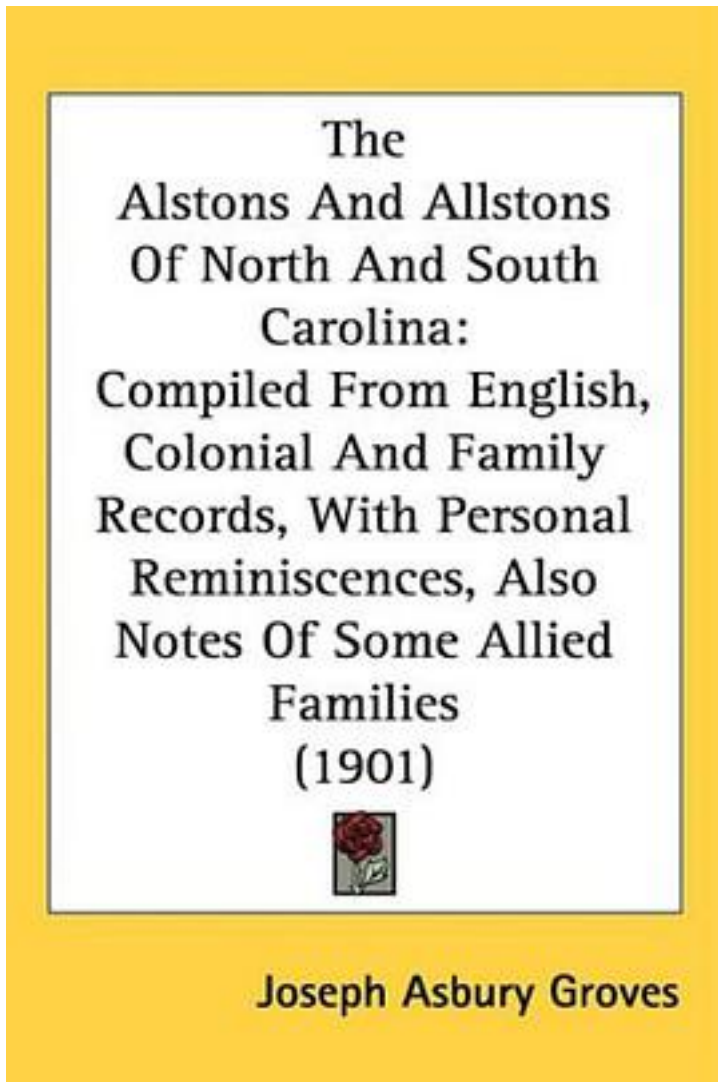 The
Alstons And Allstons
Of North And South
Carolina:
Compiled From English,
Colonial And Family
Records, With Personal
Reminiscences, Also
Notes Of Some Allied
Families
(1901)
Joseph Asbury Groves